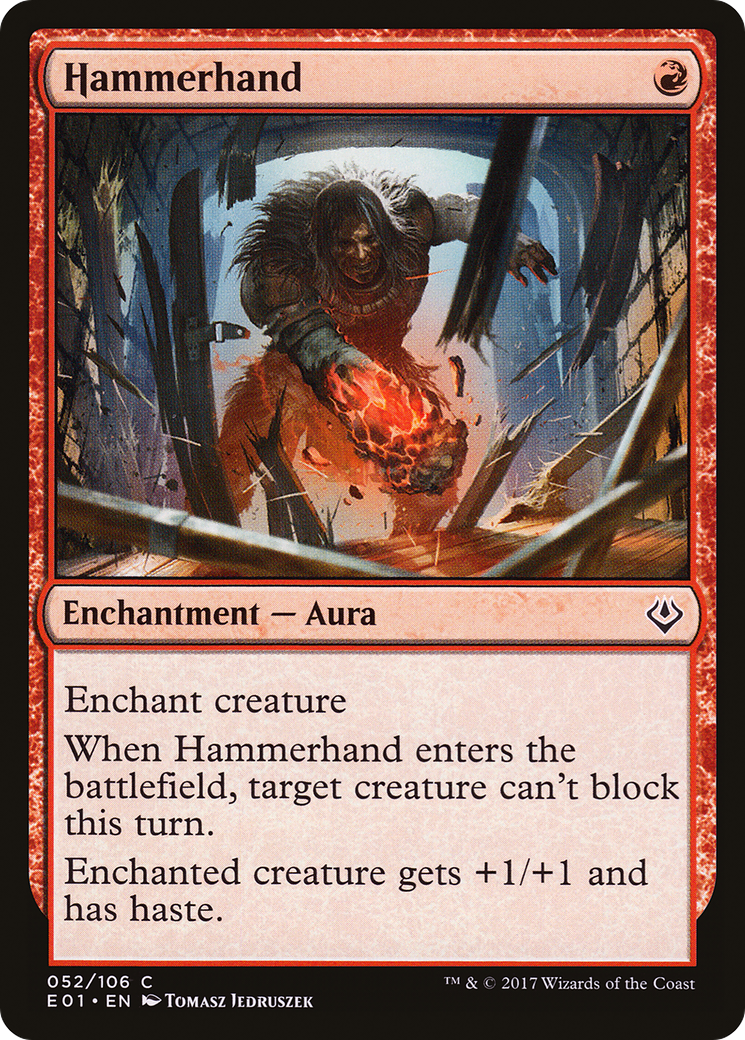 Hammerhand
Enchantment — Aura
Enchant creature
When Hammerhand enters the
battlefield, target creature can't block
this turn.
Enchanted creature gets +1/+1 and
has haste.
052/106 C
™ & © 2017 Wizards of the Coast
E01 • EN Tomasz Jedruszek